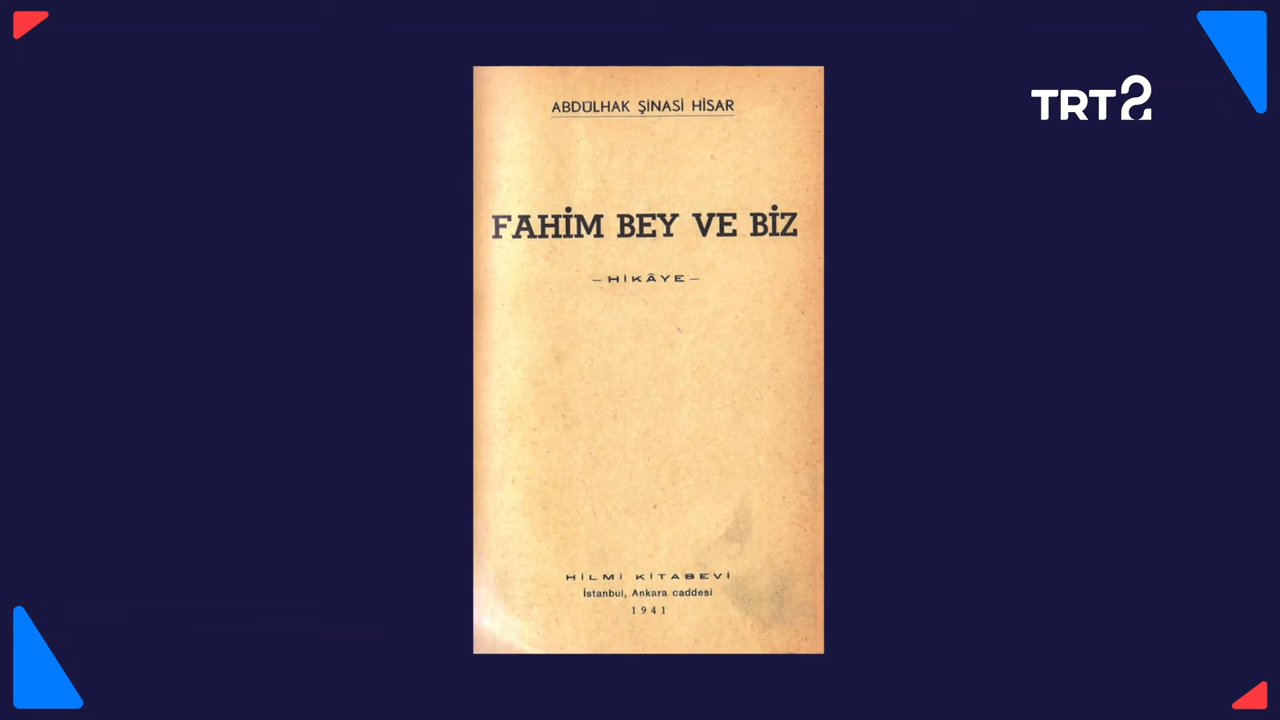 TRT2
ABDÜLHAK ŞİNASİ HİSAR
FAHİM BEY VE BİZ
—HİKÂYE—
HİLMİ KİTABEVİ
İstanbul, Ankara caddesi
1941